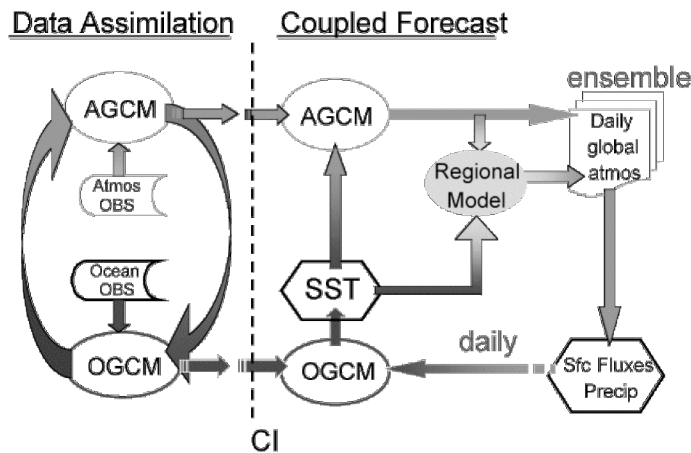 Data Assimilation
Coupled Forecast
AGCM
Atmos
OBS
Ocean
OBS
OGCM
CI
AGCM
Regional
Model
SST
OGCM
ensemble
Daily
global
atmos
daily
Sfc Fluxes
Precip